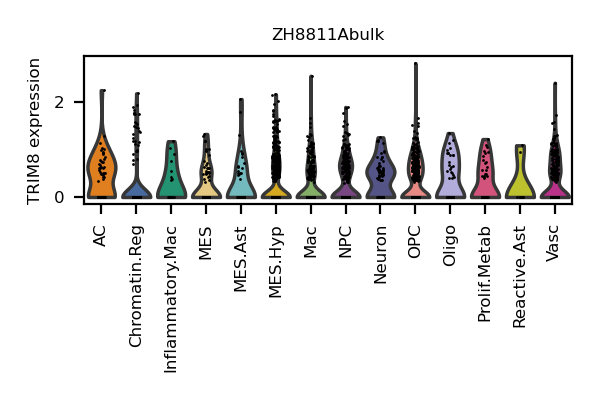 ZH8811Abulk
TRIM8 expression
2
0
AC
Chromatin.Reg
Inflammatory.Mac
MES
MES.Ast
MES.Hyp
Mac
NPC
Neuron
OPC
Oligo
Prolif.Metab
Reactive.Ast
Vasc